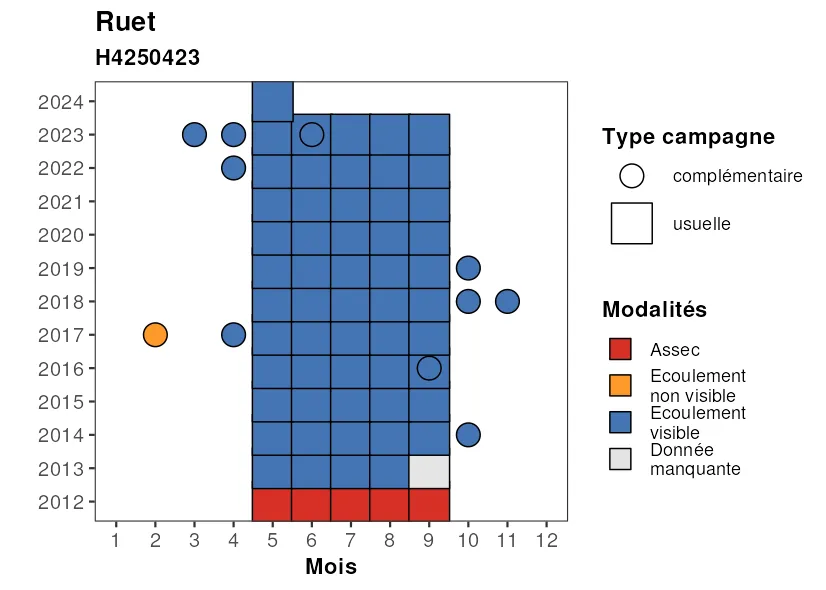 Ruet
H4250423
2024
2023
2022
2021
2020
2019
2018
2017
2016
2015
2014
2013
2012
1 2 3 4 5 6 7 8 9 10 11 12
Mois
Type campagne
complémentaire
usuelle
Modalités
Assec
Ecoulement
non visible
Ecoulement
visible
Donnée
manquante